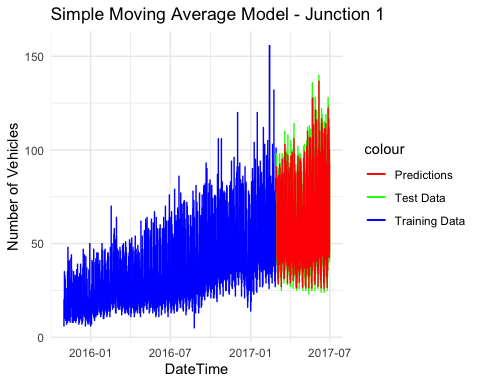 Simple Moving Average Model - Junction 1
150
100
50
0
Number of Vehicles
2016-01
2016-07
2017-01
2017-07
DateTime
colour
Predictions
Test Data
Training Data